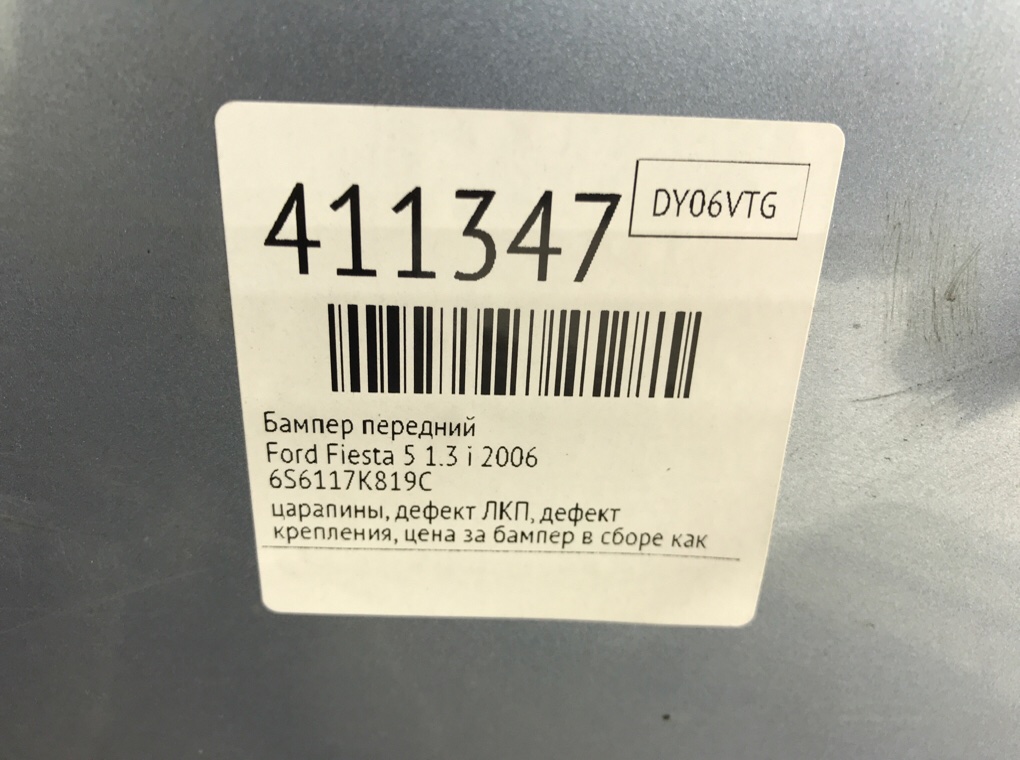 411347
DY06VTG
Бампер передний
Ford Fiesta 5 1.3 i 2006
6S6117K819C
царапины, дефект ЛКП, дефект
крепления, цена за бампер в сборе как